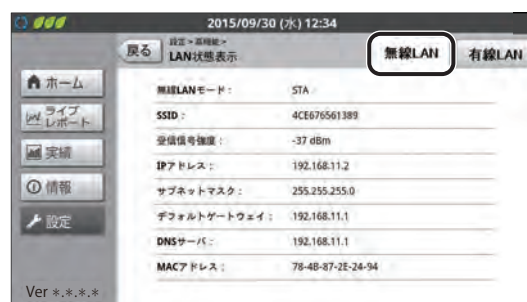 2015/09/30 (水) 12:34
戻る
設定 > 高機能 >
LAN状態表示
無線LAN
有線LAN
ホーム
ライブ
レポート
実績
情報
設定
Ver *.*.*.*
無線LANモード： STA
SSID： 4CE676561389
受信信号強度： -37 dBm
IPアドレス： 192.168.11.2
サブネットマスク： 255.255.255.0
デフォルトゲートウェイ： 192.168.11.1
DNSサーバ： 192.168.11.1
MACアドレス： 78-4B-87-2E-24-94